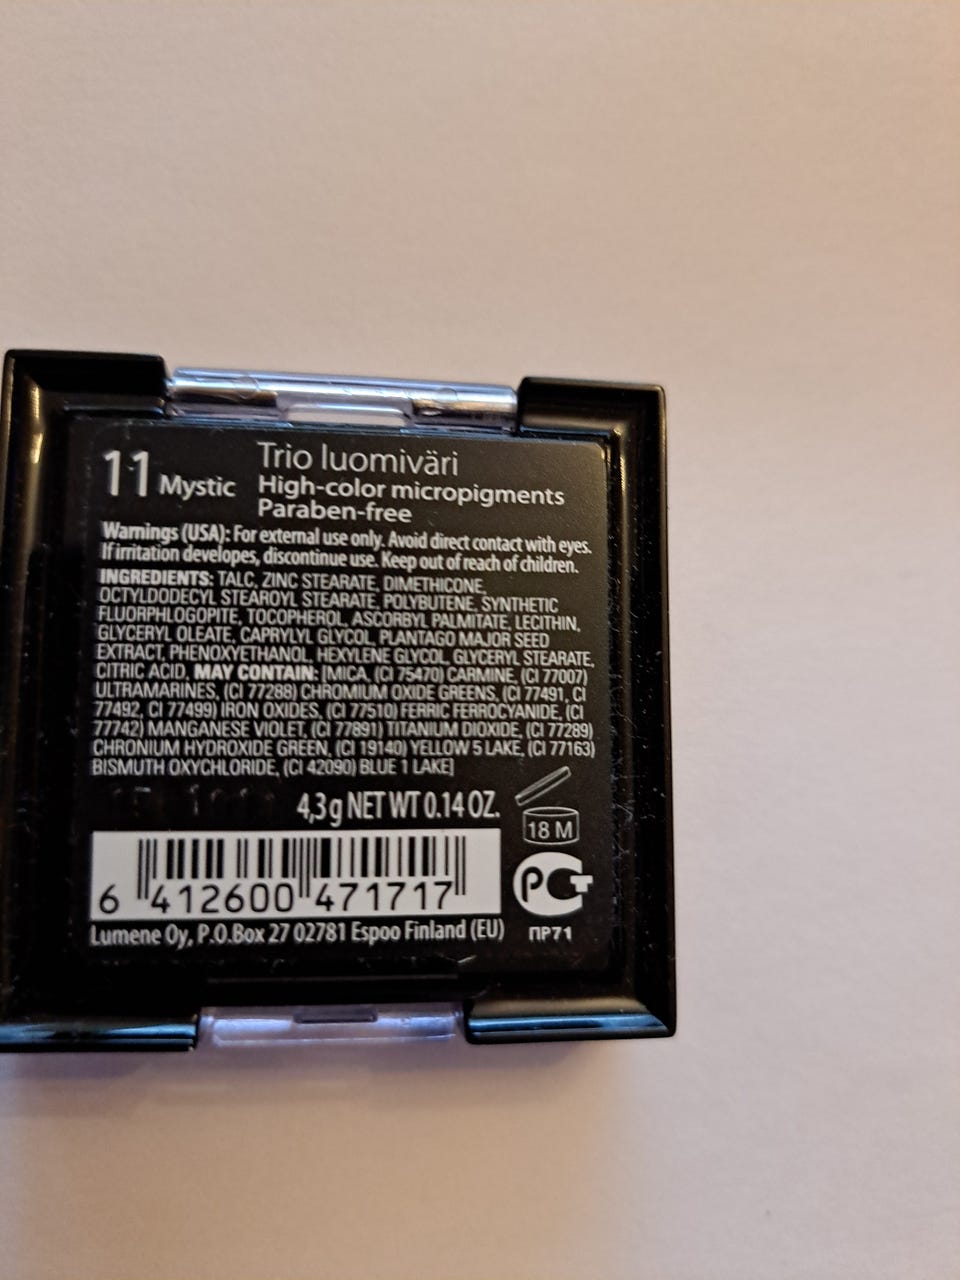 11 Mystic
Trio luomiväri
High-color micropigments
Paraben-free
Warnings (USA): For external use only. Avoid direct contact with eyes.
If irritation developes, discontinue use. Keep out of reach of children.
INGREDIENTS: TALC, ZINC STEARATE, DIMETHICONE,
OCTYLDODECYL STEAROYL STEARATE, POLYBUTENE, SYNTHETIC
FLUORPHLOGOPITE, TOCOPHEROL, ASCORBYL PALMITATE, LECITHIN,
GLYCERYL OLEATE, CAPRYLYL GLYCOL, PLANTAGO MAJOR SEED
EXTRACT, PHENOXYETHANOL, HEXYLENE GLYCOL, GLYCERYL STEARATE,
CITRIC ACID. MAY CONTAIN: [MICA, (CI 75470) CARMINE, (CI 77007)
ULTRAMARINES, (CI 77288) CHROMIUM OXIDE GREENS, (CI 77491, CI
77492, CI 77499) IRON OXIDES, (CI 77510) FERRIC FERROCYANIDE, (CI
77742) MANGANESE VIOLET, (CI 77891) TITANIUM DIOXIDE, (CI 77289)
CHRONIUM HYDROXIDE GREEN, (CI 19140) YELLOW 5 LAKE, (CI 77163)
BISMUTH OXYCHLORIDE, (CI 42090) BLUE 1 LAKE]
4,3 g NET WT 0.14 OZ.
18 M
6 412600 471717
РСТ
ПР71
Lumene Oy, P.O.Box 27 02781 Espoo Finland (EU)